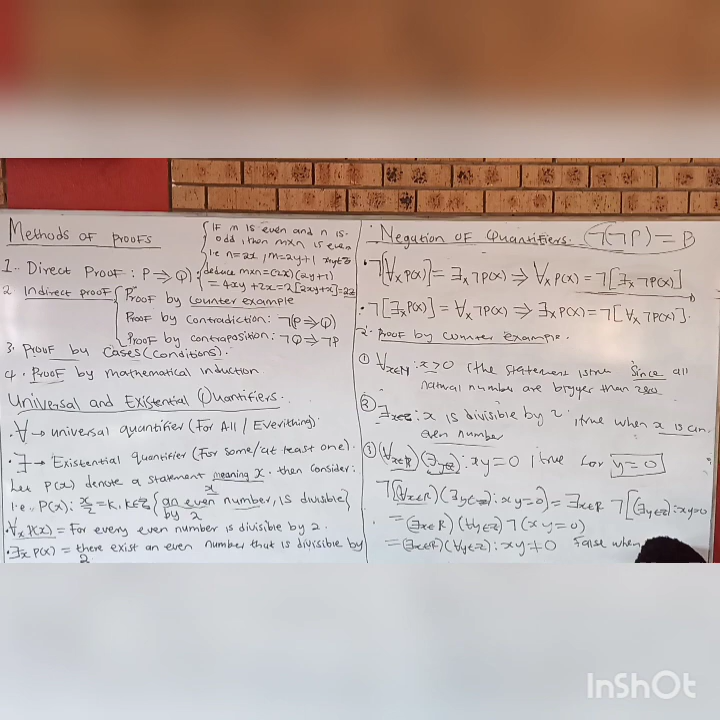 Methods of proofs
{IF m is even and n is
odd, then mxn is even
i.e n=2x, m=2y+1 x,y∈Z
1. Direct Proof: P⇒Q deduce mxn=(2x)(2y+1)
=4xy+2x=2[2xy+x]=2z
2. Indirect proof { Proof by counter example
Proof by contradiction: ¬(P⇒Q)
Proof by contraposition: ¬Q⇒¬P
3. Proof by cases (conditions).
4. Proof by mathematical induction.
Universal and Existential Quantifiers.
• ∀ → universal quantifier (For All / Everything).
• ∃ → Existential quantifier (For some/at least one).
Let P(x) denote a statement meaning x. then consider:
x
i.e., P(x): x/2 = k, k∈Z {an even number, is divisible}
by 2
• ∀x P(x) = For every even number is divisible by 2.
• ∃x P(x) = there exist an even number that is divisible by
2
• Negation of Quantifiers. ¬(¬P) = P
• ¬[∀x P(x)] = ∃x ¬P(x) ⇒ ∀x P(x) = ¬[∃x ¬P(x)]
• ¬[∃x P(x)] = ∀x ¬P(x) ⇒ ∃x P(x) = ¬[∀x ¬P(x)].
2. Proof by counter example.
① ∀x∈N : x>0 , the statement is true since all
natural number are bigger than zero
② ∃x∈Z : x is divisible by 2 , true when x is an
even number
③ (∀x∈R)(∃y∈Z): xy=0 , true for y=0
¬[(∀x∈R)(∃y∈Z): xy=0] = ∃x∈R ¬[(∃y∈Z): xy=0
= (∃x∈R)(∀y∈Z) ¬(xy=0)
= (∃x∈R)(∀y∈Z): xy≠0 False when
InShOt